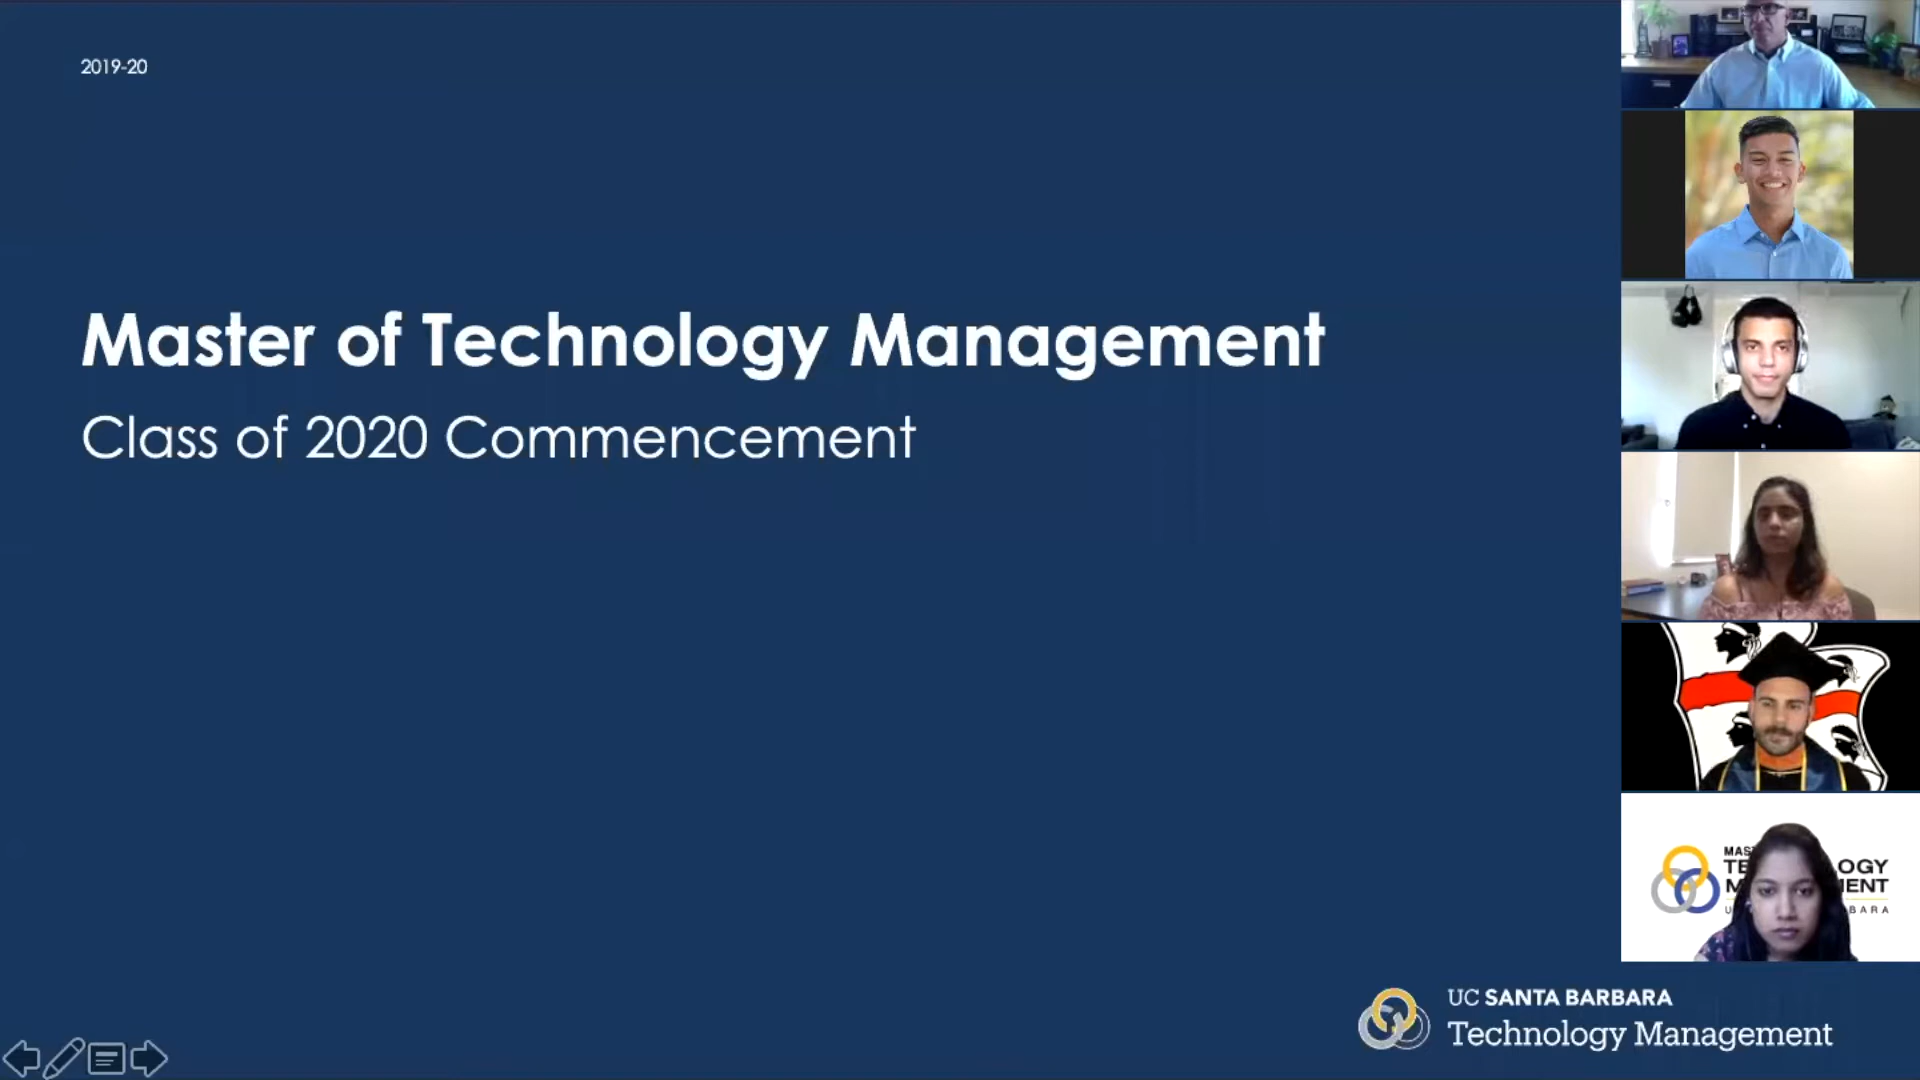 2019-20
Master of Technology Management
Class of 2020 Commencement
UC SANTA BARBARA
Technology Management